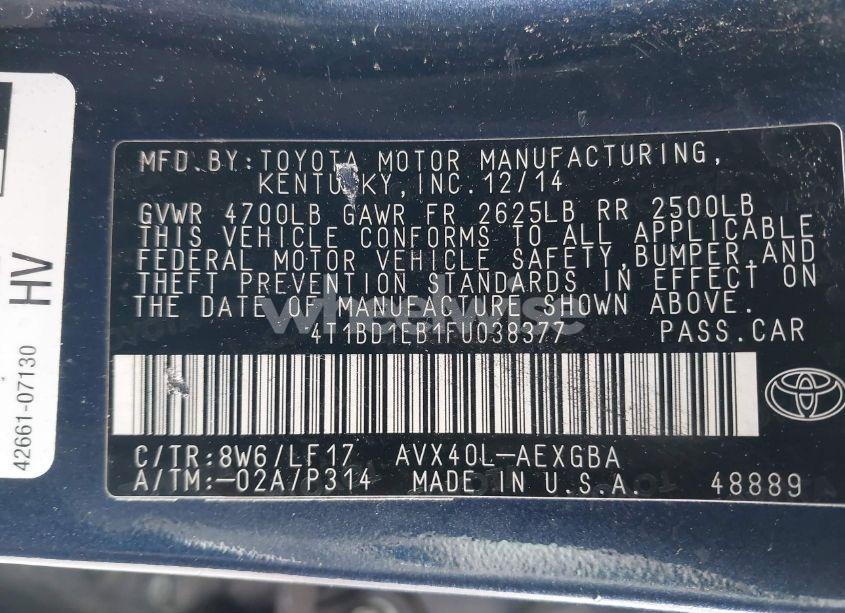 MFD.BY:TOYOTA MOTOR MANUFACTURING,
KENTUCKY,INC.12/14
GVWR 4700LB GAWR FR 2625LB RR 2500LB
THIS VEHICLE CONFORMS TO ALL APPLICABLE
FEDERAL MOTOR VEHICLE SAFETY,BUMPER,AND
THEFT PREVENTION STANDARDS IN EFFECT ON
THE DATE OF MANUFACTURE SHOWN ABOVE.
wheelwise
4T1BD1EB1FU038377 PASS.CAR
C/TR:8W6/LF17 AVX40L-AEXGBA
A/TM:-02A/P314 MADE IN U.S.A. 48889
42661-07130
HV